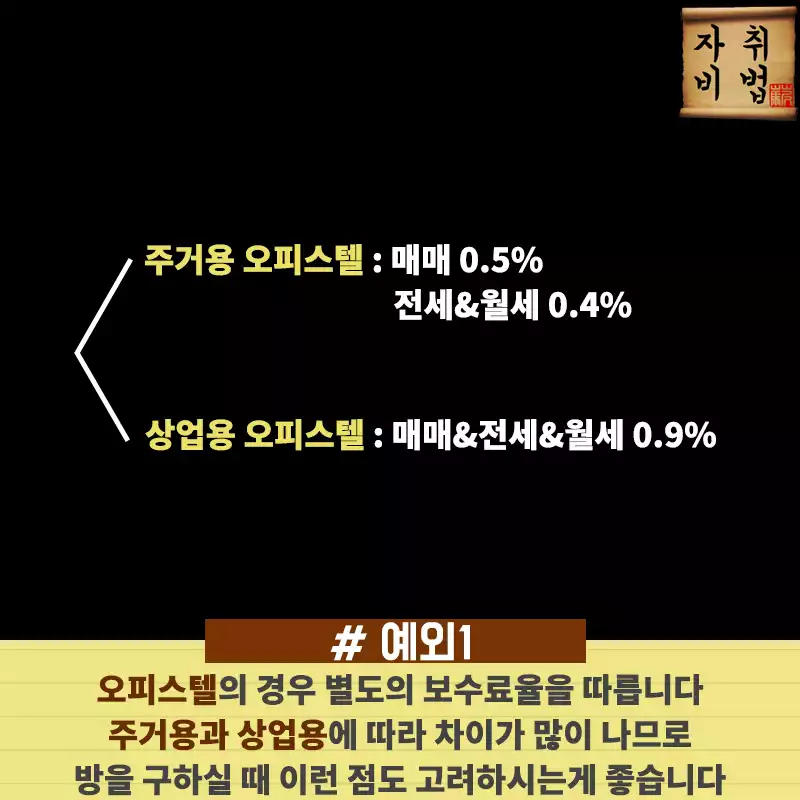 자취
비법
주거용 오피스텔 : 매매 0.5%
전세&월세 0.4%
상업용 오피스텔 : 매매&전세&월세 0.9%
# 예외1
오피스텔의 경우 별도의 보수료율을 따릅니다
주거용과 상업용에 따라 차이가 많이 나므로
방을 구하실 때 이런 점도 고려하시는게 좋습니다